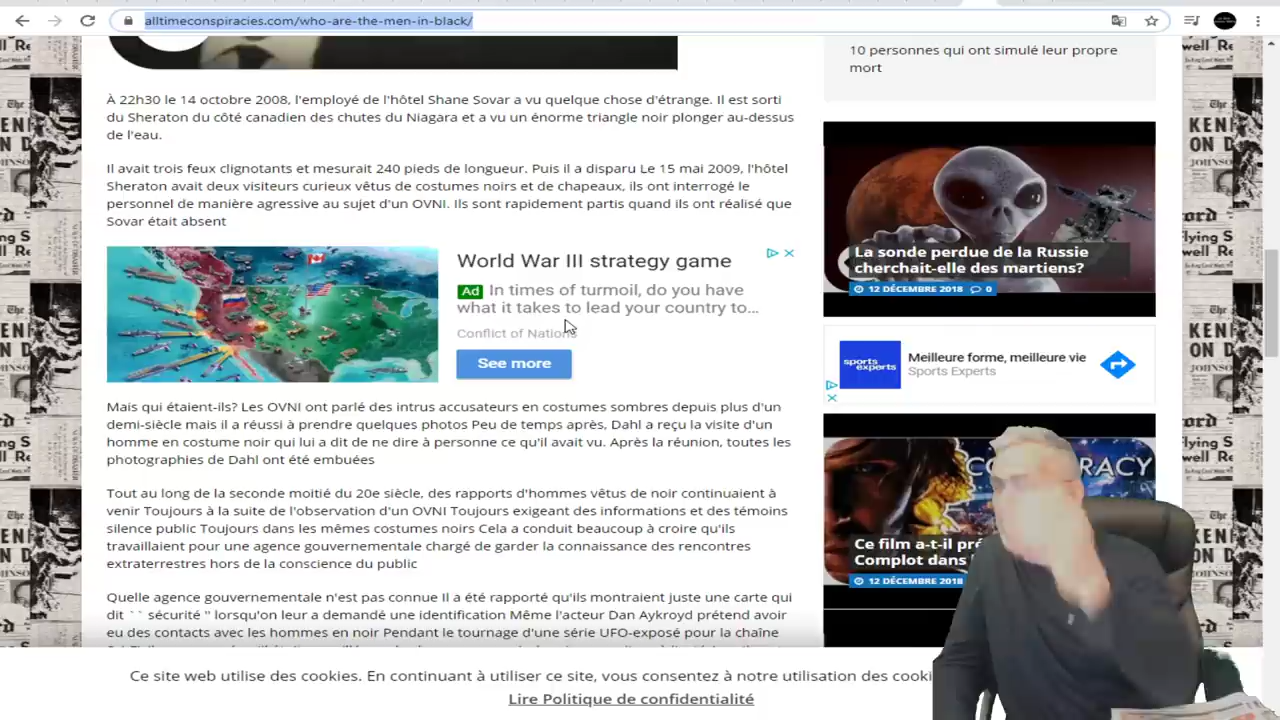 alltimeconspiracies.com/who-are-the-men-in-black/
À 22h30 le 14 octobre 2008, l'employé de l'hôtel Shane Sovar a vu quelque chose d'étrange. Il est sorti
du Sheraton du côté canadien des chutes du Niagara et a vu un énorme triangle noir plonger au-dessus
de l'eau.
Il avait trois feux clignotants et mesurait 240 pieds de longueur. Puis il a disparu Le 15 mai 2009, l'hôtel
Sheraton avait deux visiteurs curieux vêtus de costumes noirs et de chapeaux, ils ont interrogé le
personnel de manière agressive au sujet d'un OVNI. Ils sont rapidement partis quand ils ont réalisé que
Sovar était absent
World War III strategy game
Ad In times of turmoil, do you have
what it takes to lead your country to...
Conflict of Nations
See more
Mais qui étaient-ils? Les OVNI ont parlé des intrus accusateurs en costumes sombres depuis plus d'un
demi-siècle mais il a réussi à prendre quelques photos Peu de temps après, Dahl a reçu la visite d'un
homme en costume noir qui lui a dit de ne dire à personne ce qu'il avait vu. Après la réunion, toutes les
photographies de Dahl ont été embuées
Tout au long de la seconde moitié du 20e siècle, des rapports d'hommes vêtus de noir continuaient à
venir Toujours à la suite de l'observation d'un OVNI Toujours exigeant des informations et des témoins
silence public Toujours dans les mêmes costumes noirs Cela a conduit beaucoup à croire qu'ils
travaillaient pour une agence gouvernementale chargé de garder la connaissance des rencontres
extraterrestres hors de la conscience du public
Quelle agence gouvernementale n'est pas connue Il a été rapporté qu'ils montraient juste une carte qui
dit `` sécurité '' lorsqu'on leur a demandé une identification Même l'acteur Dan Aykroyd prétend avoir
eu des contacts avec les hommes en noir Pendant le tournage d'une série UFO-exposé pour la chaîne
10 personnes qui ont simulé leur propre
mort
La sonde perdue de la Russie
cherchait-elle des martiens?
12 DÉCEMBRE 2018 0
sports
experts
Meilleure forme, meilleure vie
Sports Experts
Ce film a-t-il
Complot dans
12 DÉCEMBRE 2018
Ce site web utilise des cookies. En continuant à utiliser ce site, vous consentez à notre utilisation des
Lire Politique de confidentialité